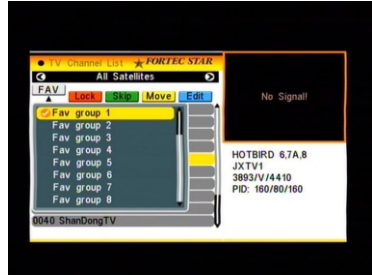 TV Channel List FORTEC STAR
All Satellites
FAV Lock Skip Move Edit
Fav group 1
Fav group 2
Fav group 3
Fav group 4
Fav group 5
Fav group 6
Fav group 7
Fav group 8
0040 ShanDongTV
No Signal!
HOTBIRD 6,7A,8
JXTV1
3893/V/4410
PID: 160/80/160